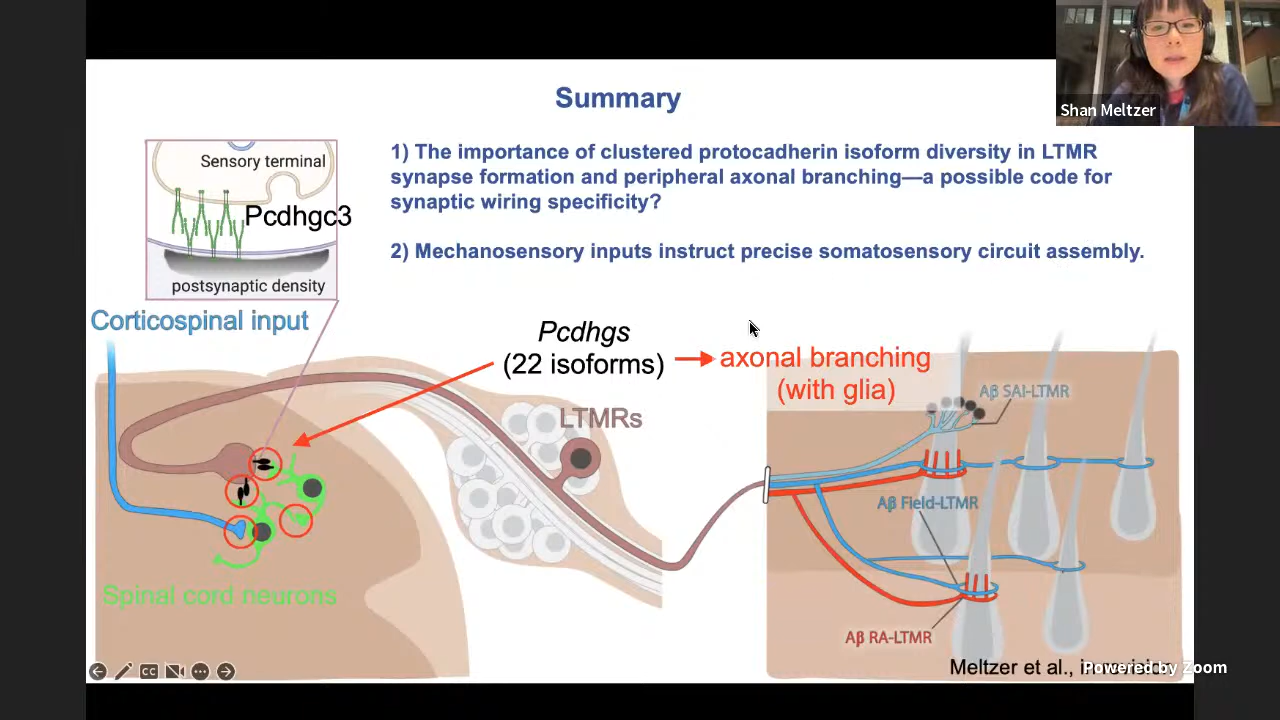 Shan Meltzer
Summary
Sensory terminal
Pcdhgc3
postsynaptic density
1) The importance of clustered protocadherin isoform diversity in LTMR
synapse formation and peripheral axonal branching—a possible code for
synaptic wiring specificity?
2) Mechanosensory inputs instruct precise somatosensory circuit assembly.
Corticospinal input
Pcdhgs
(22 isoforms)
axonal branching
(with glia)
LTMRs
Aβ SAI-LTMR
Aβ Field-LTMR
Spinal cord neurons
Aβ RA-LTMR
CC
Meltzer et al., in
Powered by Zoom